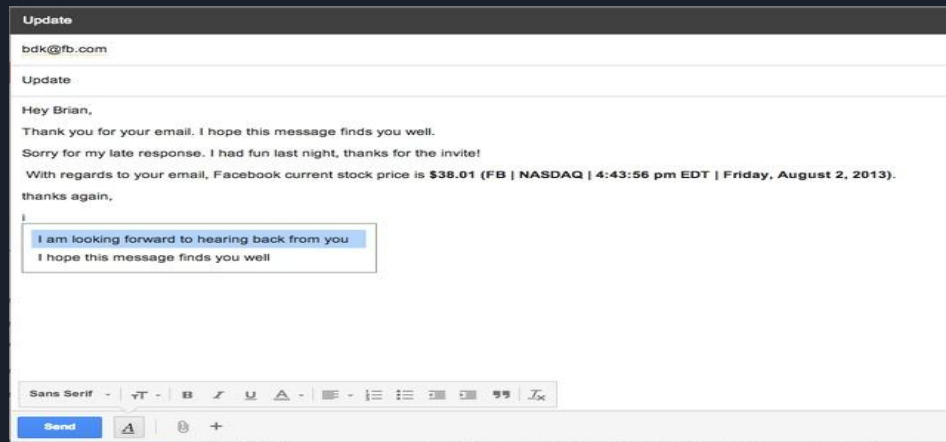 Update
bdk@fb.com
Update
Hey Brian,
Thank you for your email. I hope this message finds you well.
Sorry for my late response. I had fun last night, thanks for the invite!
With regards to your email, Facebook current stock price is $38.01 (FB | NASDAQ | 4:43:56 pm EDT | Friday, August 2, 2013).
thanks again,
i
I am looking forward to hearing back from you
I hope this message finds you well
Sans Serif
Send